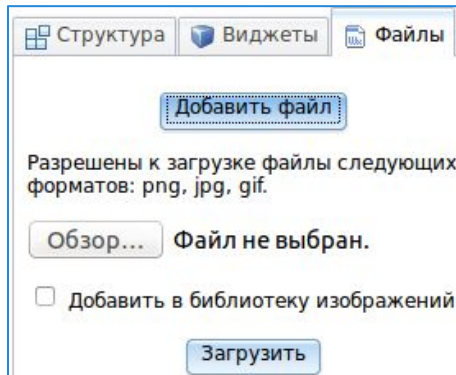 Структура Виджеты Файлы
Добавить файл
Разрешены к загрузке файлы следующих
форматов: png, jpg, gif.
Обзор... Файл не выбран.
Добавить в библиотеку изображений
Загрузить